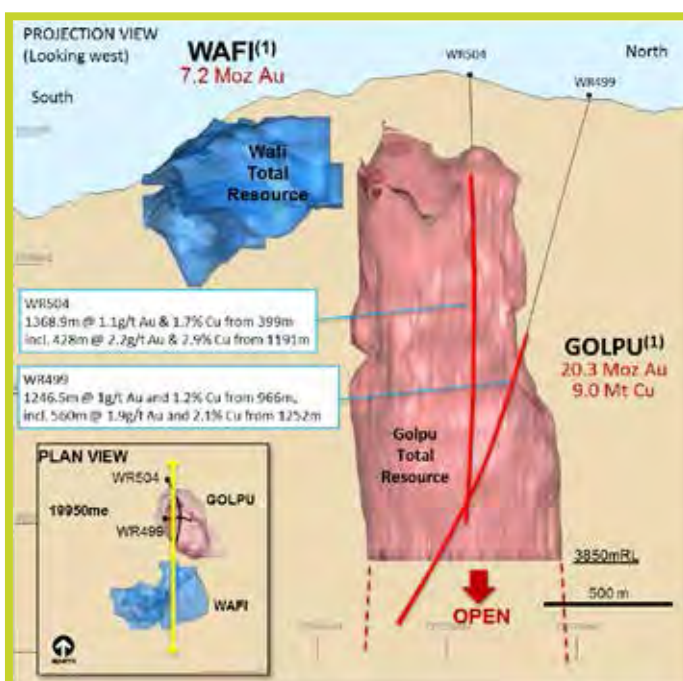 PROJECTION VIEW
(Looking west)
WAFI(1)
7.2 Moz Au
WR504
North
South
WR499
Wafi
Total
Resource
WR504
1368.9m @ 1.1g/t Au & 1.7% Cu from 399m
incl. 428m @ 2.2g/t Au & 2.9% Cu from 1191m
GOLPU(1)
20.3 Moz Au
9.0 Mt Cu
WR499
1246.5m @ 1g/t Au and 1.2% Cu from 966m,
incl. 560m @ 1.9g/t Au and 2.1% Cu from 1252m
Golpu
Total
Resource
PLAN VIEW
WR504
GOLPU
19950me
WR499
WAFI
3850mRL
500 m
OPEN